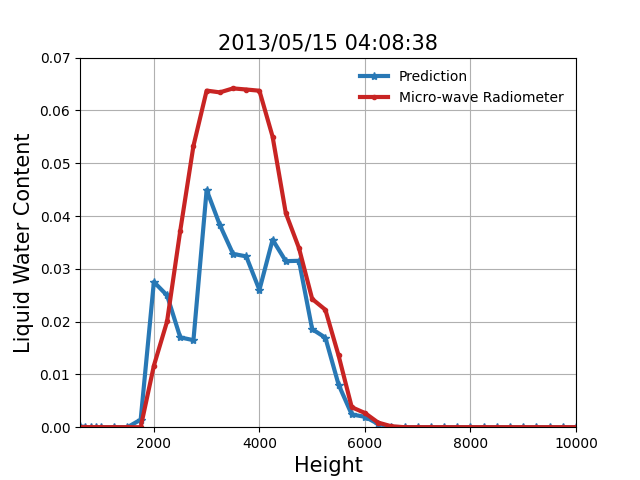 2013/05/15 04:08:38
Prediction
Micro-wave Radiometer
Liquid Water Content
0.07
0.06
0.05
0.04
0.03
0.02
0.01
0.00
2000 4000 6000 8000 10000
Height